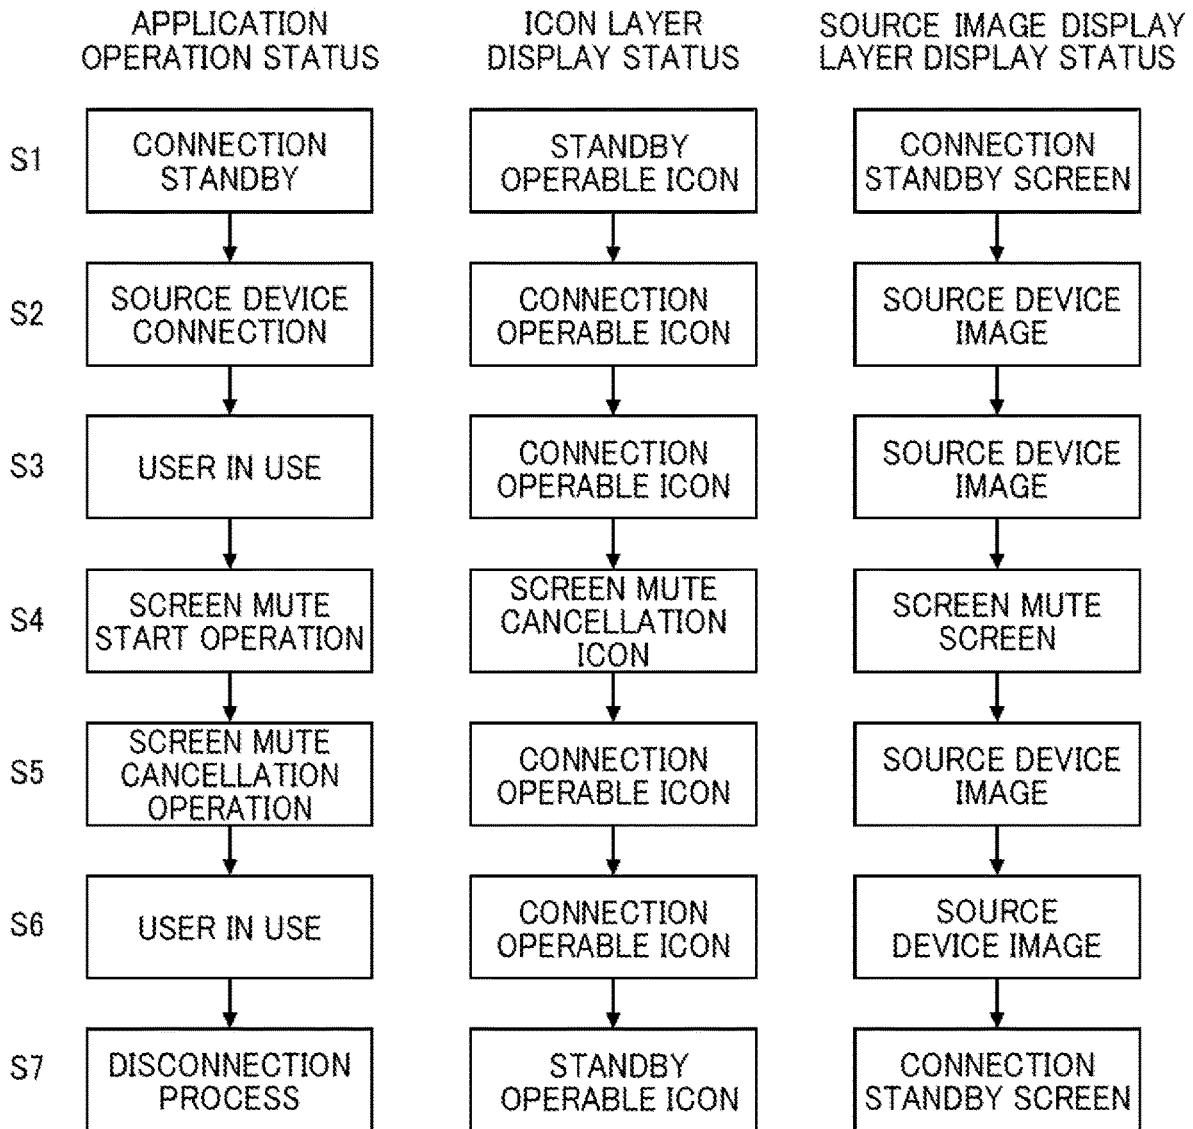 APPLICATION
OPERATION STATUS
ICON LAYER
DISPLAY STATUS
SOURCE IMAGE DISPLAY
LAYER DISPLAY STATUS
S1
CONNECTION
STANDBY
STANDBY
OPERABLE ICON
CONNECTION
STANDBY SCREEN
S2
SOURCE DEVICE
CONNECTION
CONNECTION
OPERABLE ICON
SOURCE DEVICE
IMAGE
S3
USER IN USE
CONNECTION
OPERABLE ICON
SOURCE DEVICE
IMAGE
S4
SCREEN MUTE
START OPERATION
SCREEN MUTE
CANCELLATION
ICON
SCREEN MUTE
SCREEN
S5
SCREEN MUTE
CANCELLATION
OPERATION
CONNECTION
OPERABLE ICON
SOURCE DEVICE
IMAGE
S6
USER IN USE
CONNECTION
OPERABLE ICON
SOURCE
DEVICE IMAGE
S7
DISCONNECTION
PROCESS
STANDBY
OPERABLE ICON
CONNECTION
STANDBY SCREEN